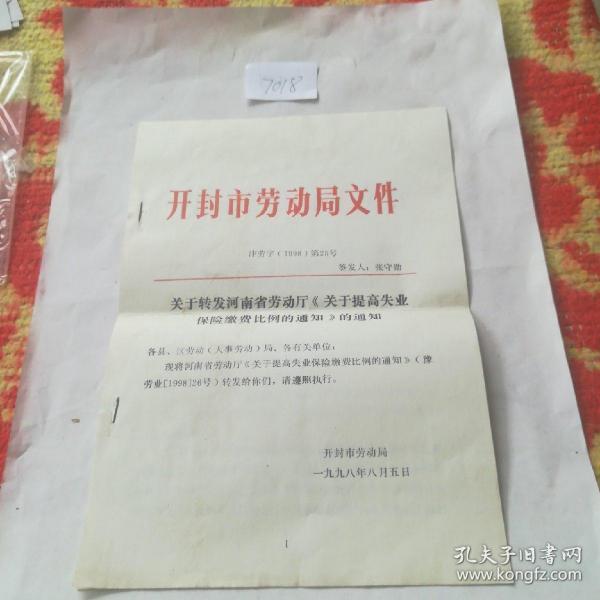 7018
开封市劳动局文件
汴劳字(1998)第25号
签发人：张守勋
关于转发河南省劳动厅《关于提高失业
保险缴费比例的通知》的通知
各县、区劳动(人事劳动)局、各有关单位：
现将河南省劳动厅《关于提高失业保险缴费比例的通知》(豫
劳业[1998]26号)转发给你们，请遵照执行。
开封市劳动局
一九九八年八月五日
1
孔夫子旧书网
www.kongfz.com